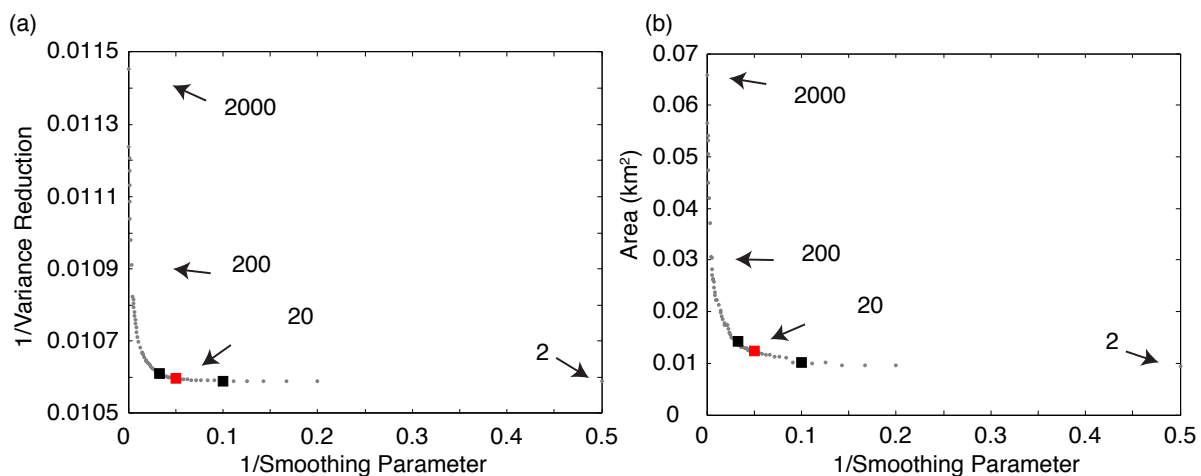 (a)
0.0115
0.0113
0.0111
0.0109
0.0107
0.0105
1/Variance Reduction
2000
200
20
2
0 0.1 0.2 0.3 0.4 0.5
1/Smoothing Parameter
(b)
0.07
0.06
0.05
0.04
0.03
0.02
0.01
0
Area (km²)
2000
200
20
2
0 0.1 0.2 0.3 0.4 0.5
1/Smoothing Parameter